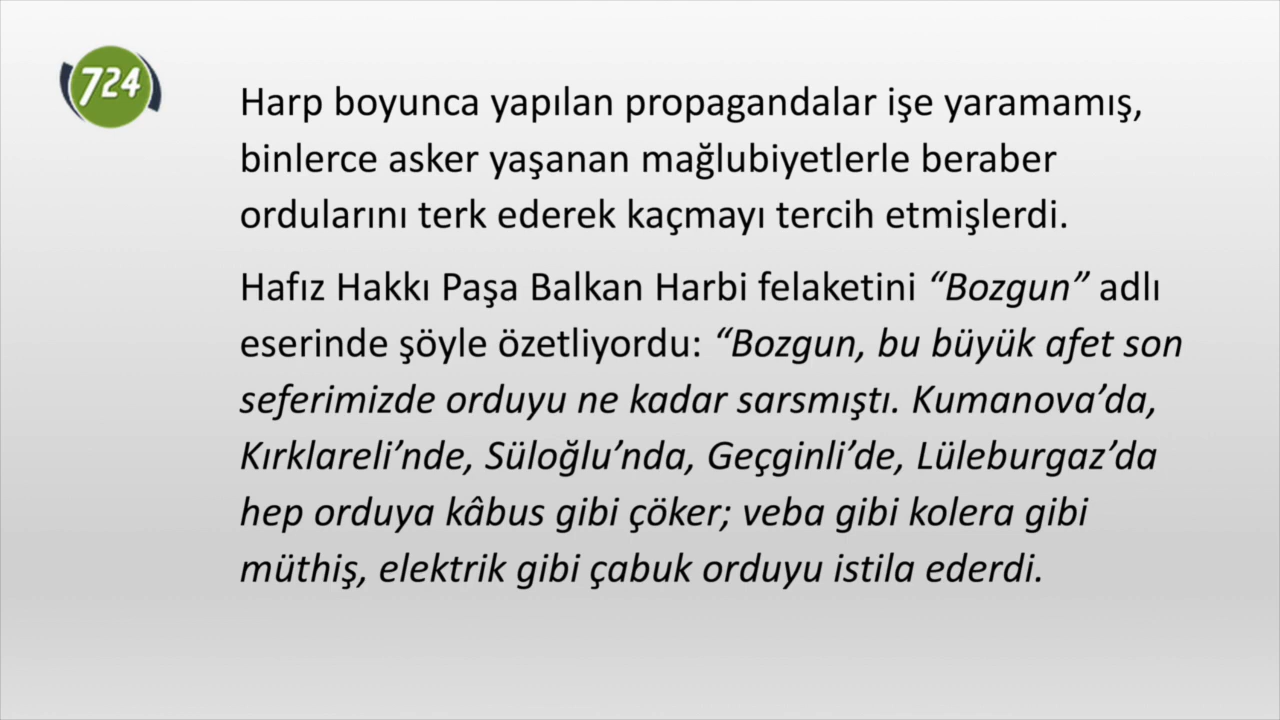 724
Harp boyunca yapılan propagandalar işe yaramamış,
binlerce asker yaşanan mağlubiyetlerle beraber
ordularını terk ederek kaçmayı tercih etmişlerdi.
Hafız Hakkı Paşa Balkan Harbi felaketini “Bozgun” adlı
eserinde şöyle özetliyordu: “Bozgun, bu büyük afet son
seferimizde orduyu ne kadar sarsmıştı. Kumanova’da,
Kırklareli’nde, Süloğlu’nda, Geçginli’de, Lüleburgaz’da
hep orduya kâbus gibi çöker; veba gibi kolera gibi
müthiş, elektrik gibi çabuk orduyu istila ederdi.